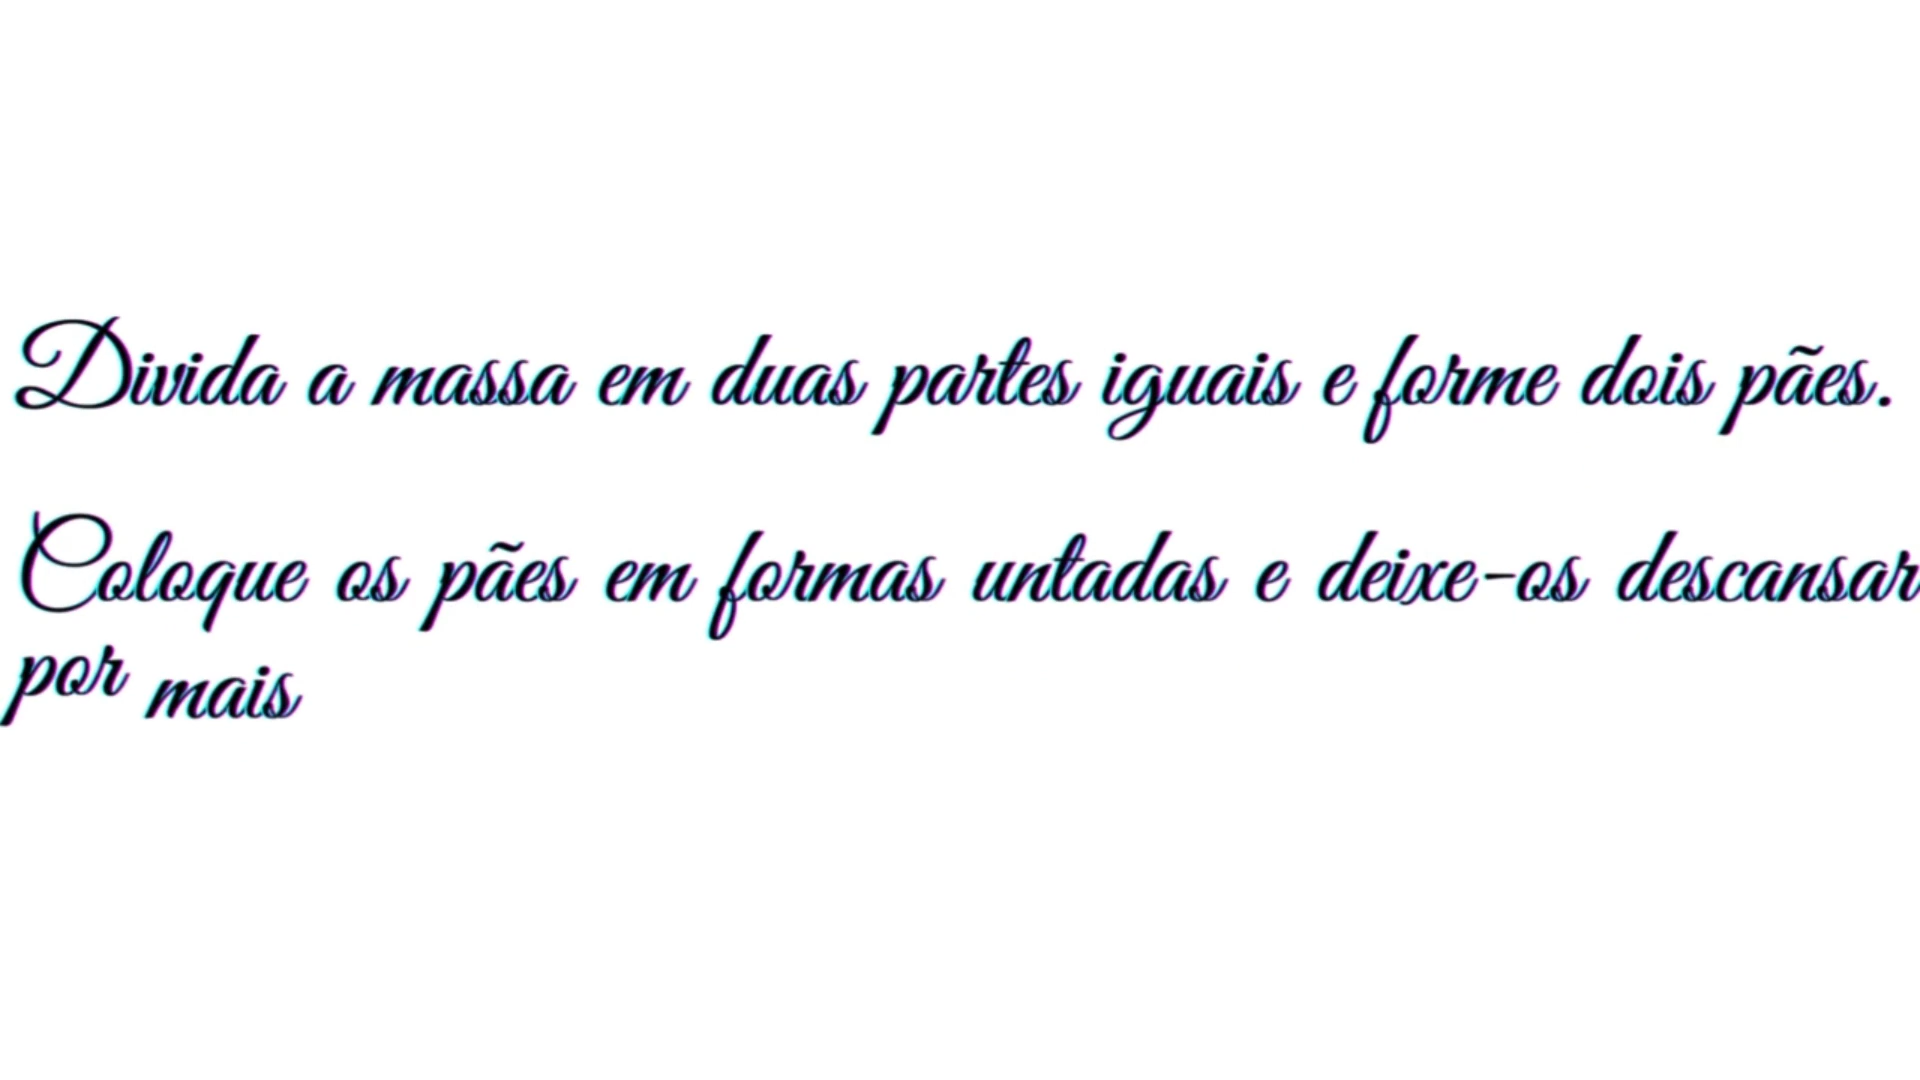 Divida a massa em duas partes iguais e forme dois pães.
Coloque os pães em formas untadas e deixe-os descansar
por mais